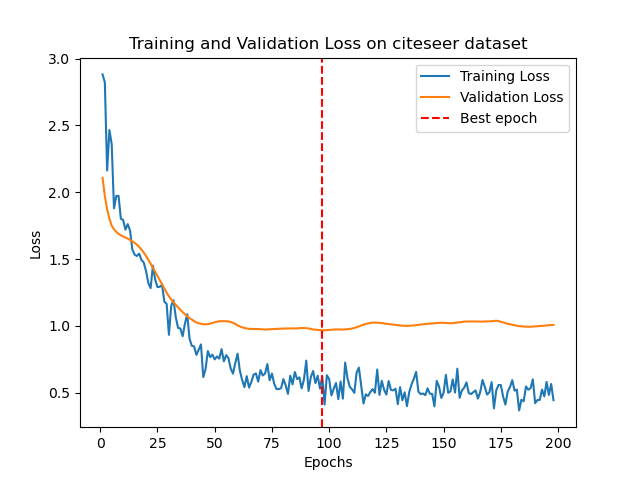 Training and Validation Loss on citeseer dataset
Training Loss
Validation Loss
Best epoch
Loss
3.0
2.5
2.0
1.5
1.0
0.5
0 25 50 75 100 125 150 175 200
Epochs